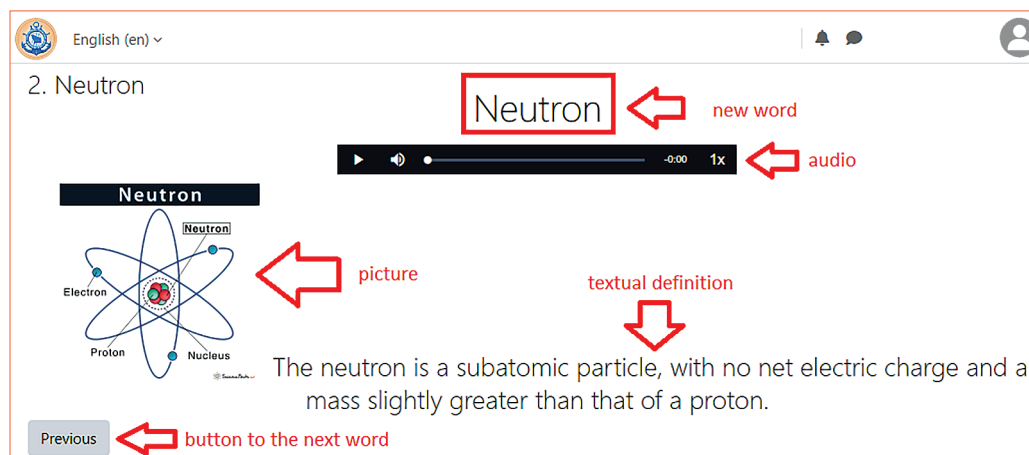 English (en)
2. Neutron
Neutron
new word
-0:00
1x
audio
Neutron
Neutron
Electron
Proton
Nucleus
picture
textual definition
The neutron is a subatomic particle, with no net electric charge and a
mass slightly greater than that of a proton.
Previous
button to the next word